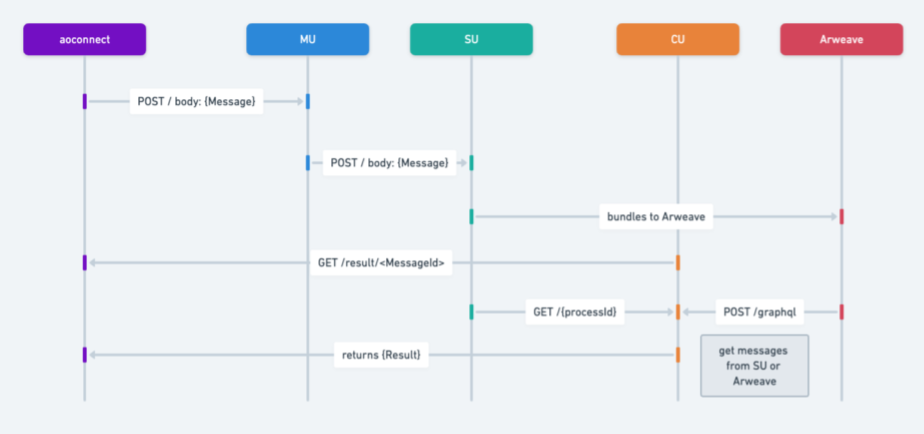 aoconnect
MU
SU
CU
Arweave
POST / body: {Message}
POST / body: {Message}
bundles to Arweave
GET /result/<MessageId>
GET /{processId}
POST /graphql
returns {Result}
get messages
from SU or
Arweave